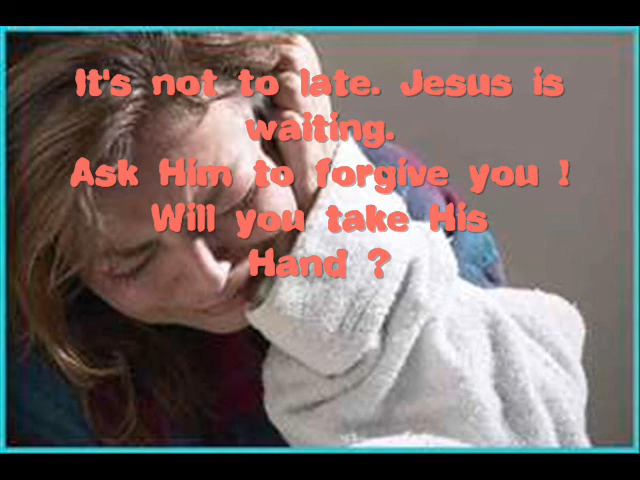 It's not to late. Jesus is
waiting.
Ask Him to forgive you !
Will you take His
Hand ?